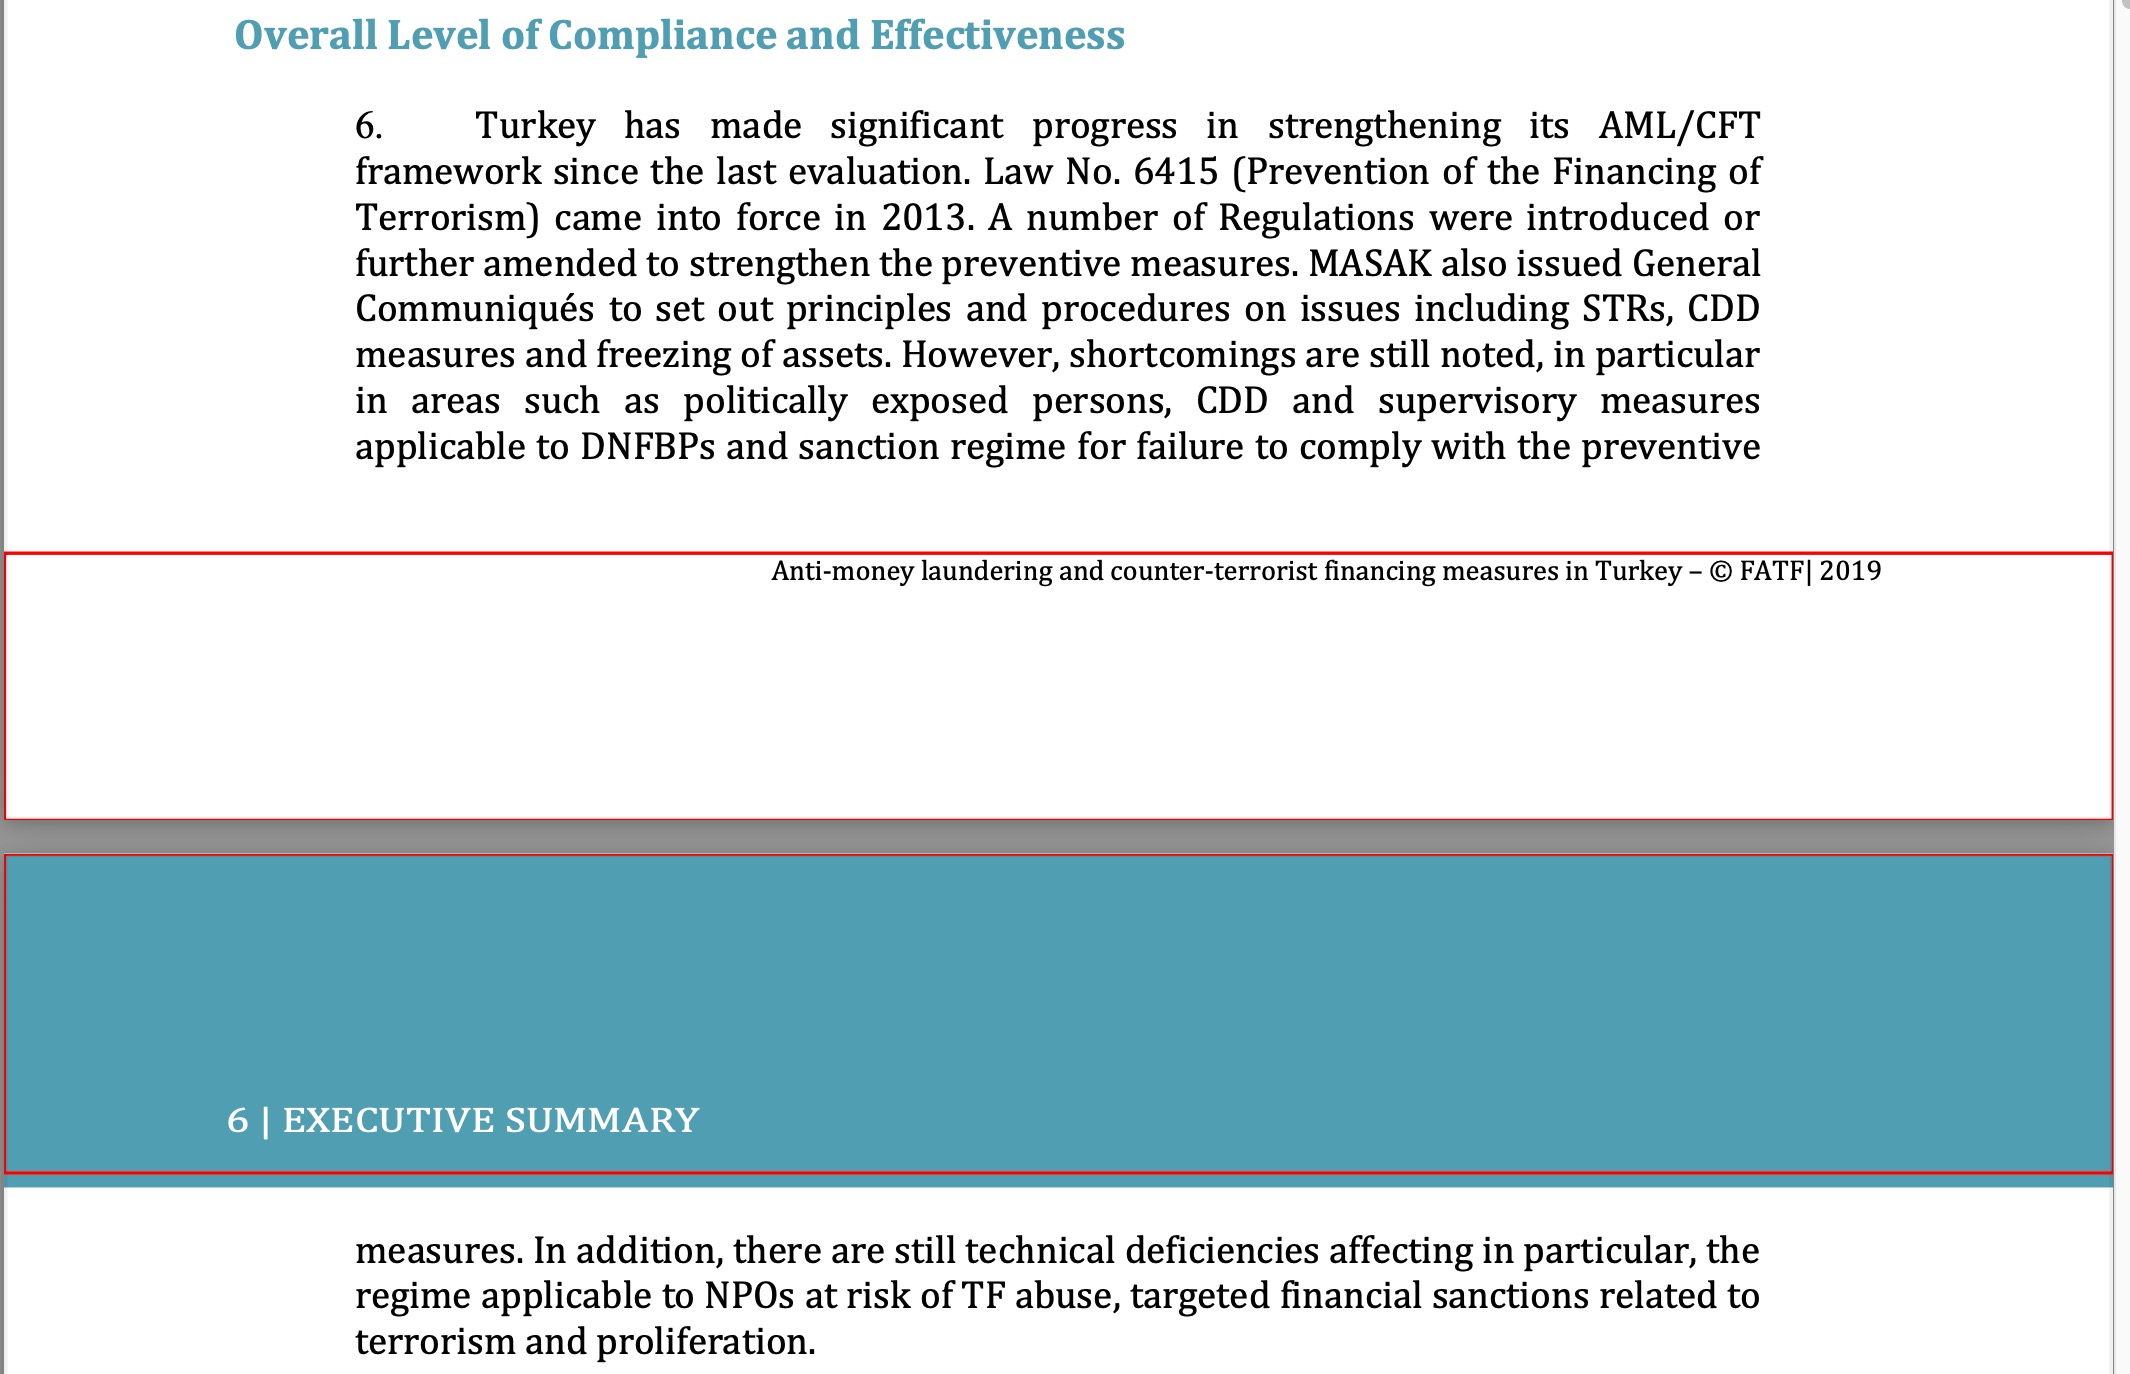 Overall Level of Compliance and Effectiveness
6. Turkey has made significant progress in strengthening its AML/CFT
framework since the last evaluation. Law No. 6415 (Prevention of the Financing of
Terrorism) came into force in 2013. A number of Regulations were introduced or
further amended to strengthen the preventive measures. MASAK also issued General
Communiqués to set out principles and procedures on issues including STRs, CDD
measures and freezing of assets. However, shortcomings are still noted, in particular
in areas such as politically exposed persons, CDD and supervisory measures
applicable to DNFBPs and sanction regime for failure to comply with the preventive
Anti-money laundering and counter-terrorist financing measures in Turkey – © FATF| 2019
6 | EXECUTIVE SUMMARY
measures. In addition, there are still technical deficiencies affecting in particular, the
regime applicable to NPOs at risk of TF abuse, targeted financial sanctions related to
terrorism and proliferation.